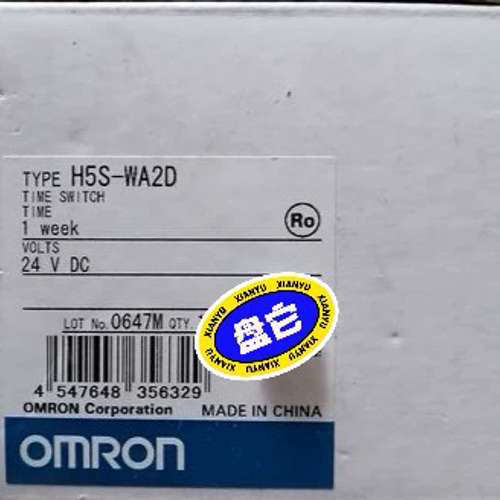 TYPE H5S-WA2D
TIME SWITCH
TIME
1 week
Ro
VOLTS
24 V DC
LOT No. 0647M QTY.
XIANYU XIANYU XIANYU XIANYU XIANYU XIANYU
盘它
4 547648 356329
OMRON Corporation MADE IN CHINA
OMRON